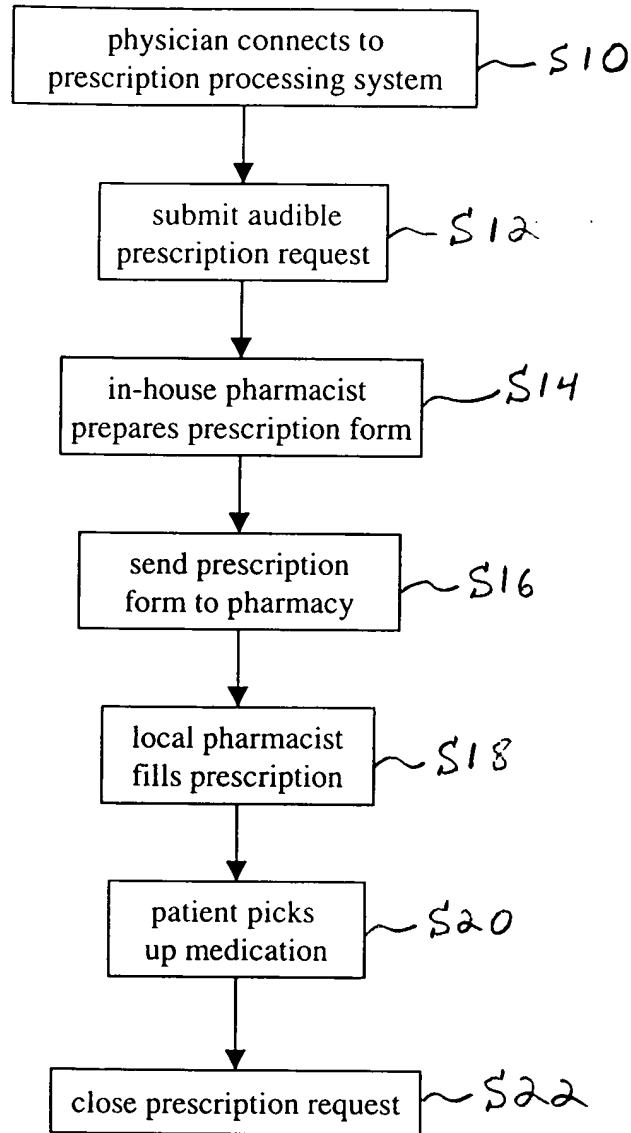 physician connects to
prescription processing system
S10
submit audible
prescription request
S12
in-house pharmacist
prepares prescription form
S14
send prescription
form to pharmacy
S16
local pharmacist
fills prescription
S18
patient picks
up medication
S20
close prescription request
S22